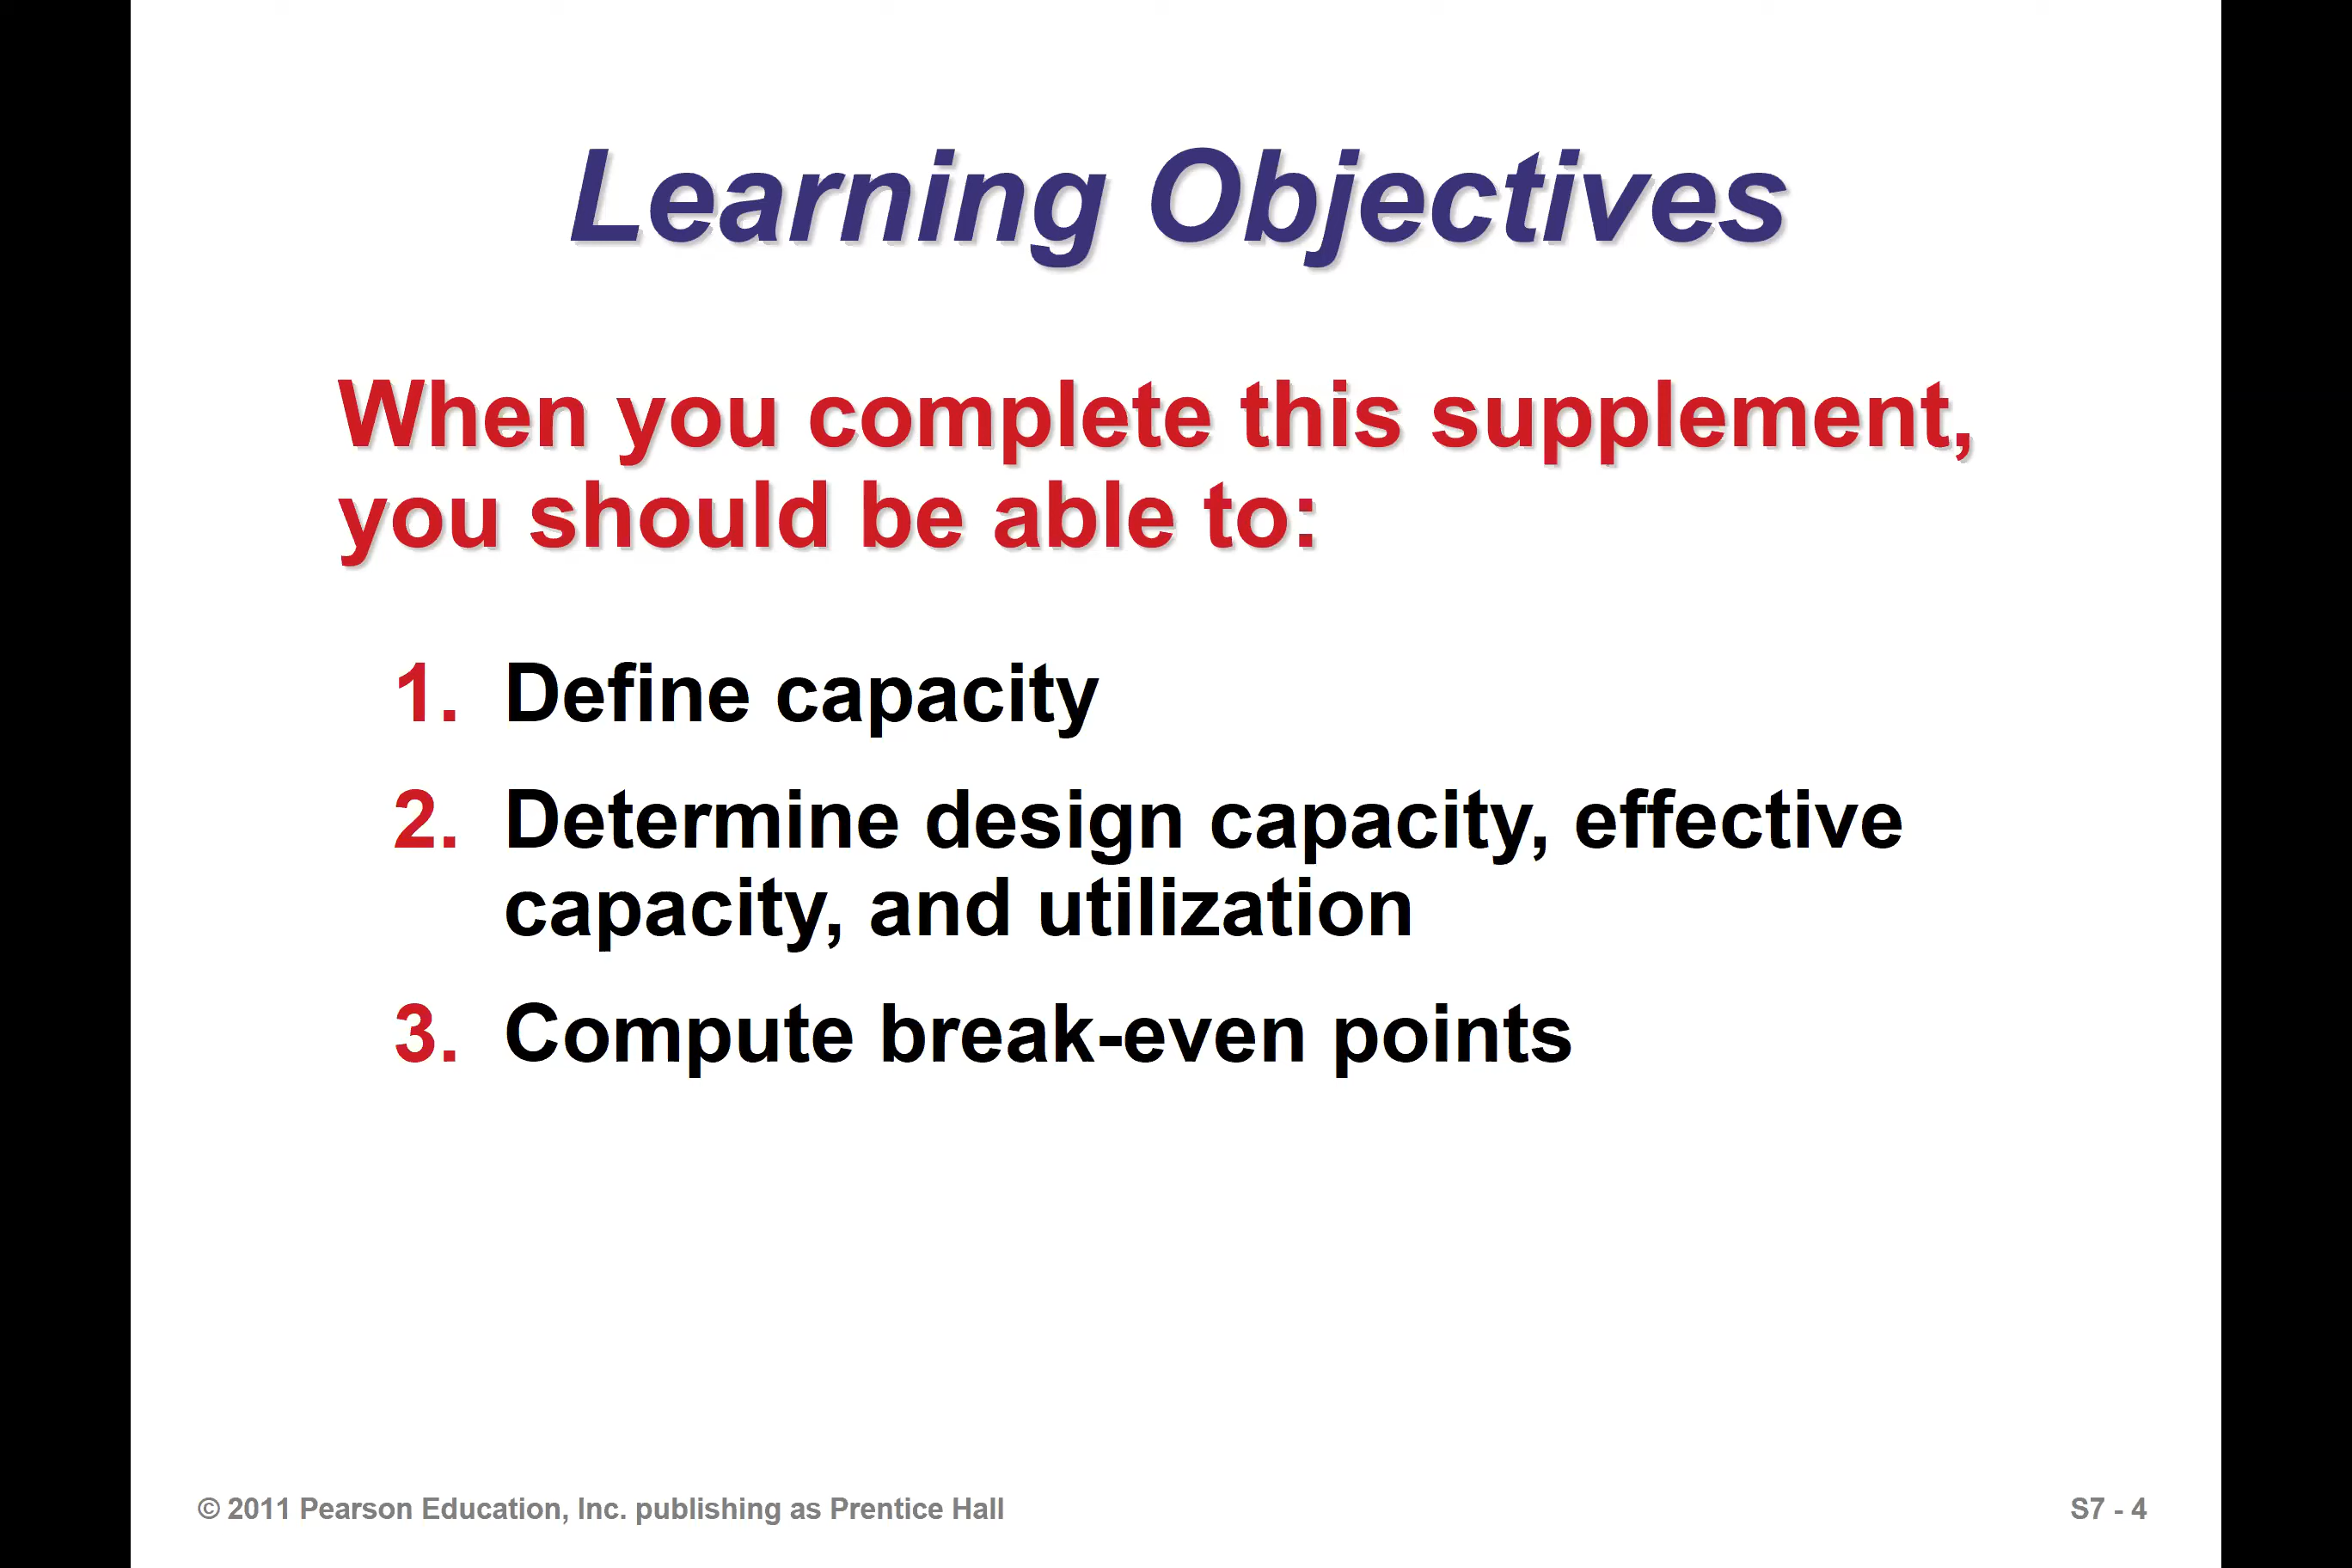 Learning Objectives
When you complete this supplement,
you should be able to:
1. Define capacity
2. Determine design capacity, effective
capacity, and utilization
3. Compute break-even points
© 2011 Pearson Education, Inc. publishing as Prentice Hall
S7 - 4